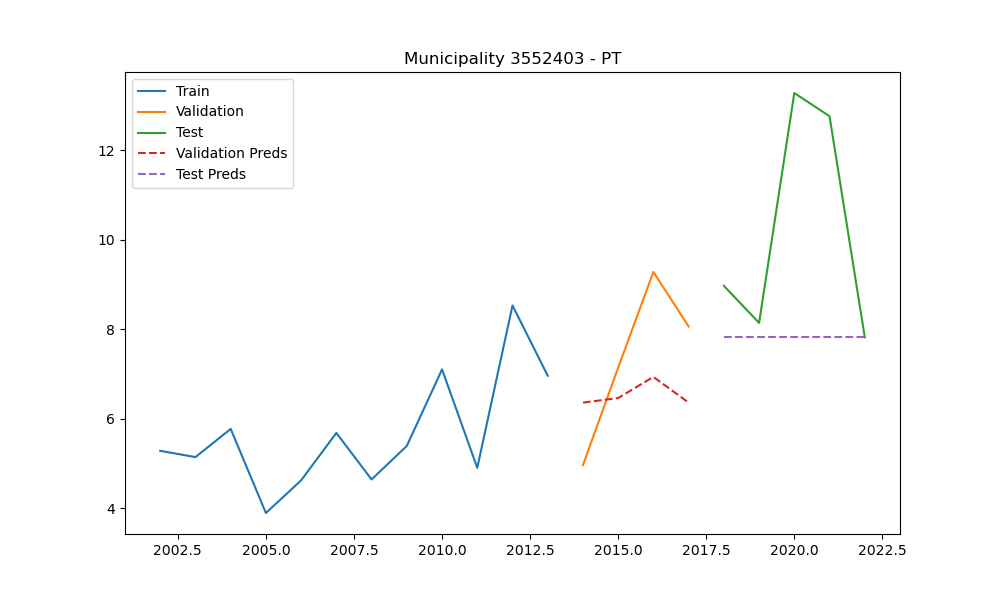 Municipality 3552403 - PT
Train
Validation
Test
Validation Preds
Test Preds
12
10
8
6
4
2002.5 2005.0 2007.5 2010.0 2012.5 2015.0 2017.5 2020.0 2022.5